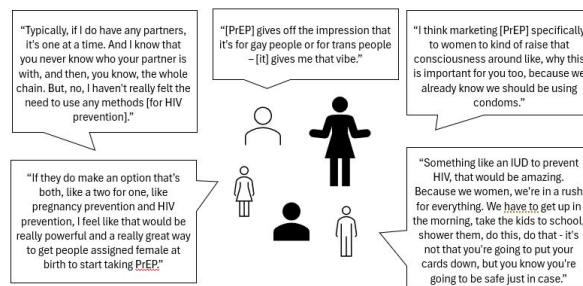 “Typically, if I do have any partners,
it’s one at a time. And I know that
you never know who your partner is
with, and then, you know, the whole
chain. But, no, I haven’t really felt the
need to use any methods [for HIV
prevention].”
“[PrEP] gives off the impression that
it’s for gay people or for trans people
– [it] gives me that vibe.”
“I think marketing [PrEP] specifically
to women to kind of raise that
consciousness around like, why this
is important for you too, because we
already know we should be using
condoms.”
“If they do make an option that’s
both, like a two for one, like
pregnancy prevention and HIV
prevention, I feel like that would be
really powerful and a really great way
to get people assigned female at
birth to start taking PrEP.”
“Something like an IUD to prevent
HIV, that would be amazing.
Because we women, we’re in a rush
for everything. We have to get up in
the morning, take the kids to school,
shower them, do this, do that - it’s
not that you’re going to put your
cards down, but you know you’re
going to be safe just in case.”